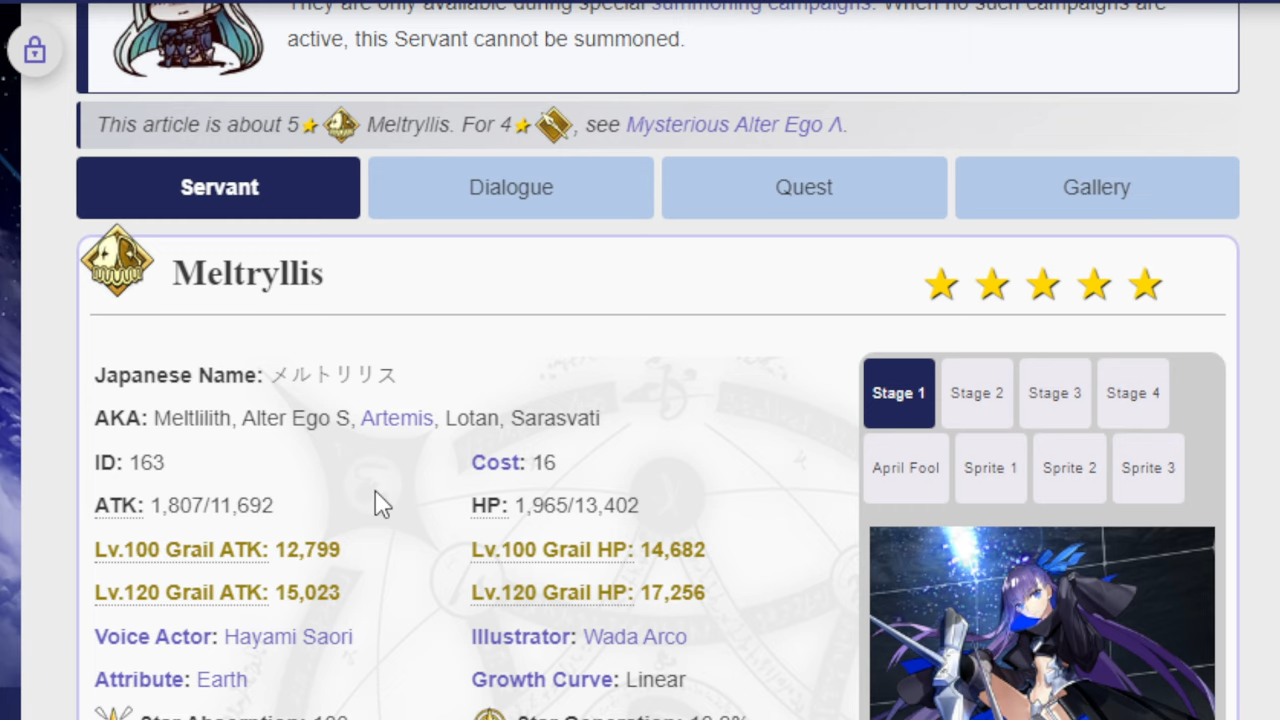 They are only available during special summoning campaigns. When no such campaigns are
active, this Servant cannot be summoned.
This article is about 5 Meltryllis. For 4 , see Mysterious Alter Ego Λ.
Servant
Dialogue
Quest
Gallery
Meltryllis
Japanese Name: メルトリリス
AKA: Meltlilith, Alter Ego S, Artemis, Lotan, Sarasvati
ID: 163
Cost: 16
ATK: 1,807/11,692
HP: 1,965/13,402
Lv.100 Grail ATK: 12,799
Lv.100 Grail HP: 14,682
Lv.120 Grail ATK: 15,023
Lv.120 Grail HP: 17,256
Voice Actor: Hayami Saori
Illustrator: Wada Arco
Attribute: Earth
Growth Curve: Linear
Star Absorption:
Star Generation:
Stage 1
Stage 2
Stage 3
Stage 4
April Fool
Sprite 1
Sprite 2
Sprite 3